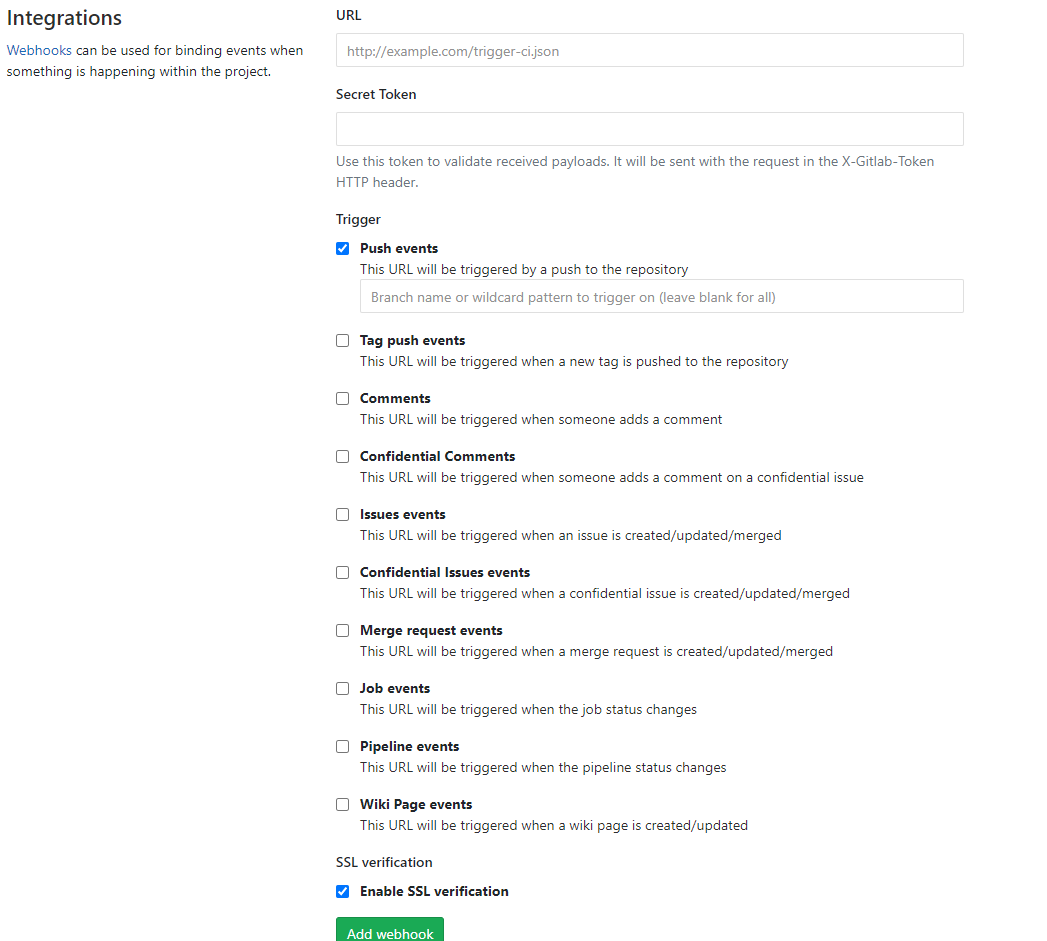 Integrations
Webhooks can be used for binding events when
something is happening within the project.
URL
http://example.com/trigger-ci.json
Secret Token
Use this token to validate received payloads. It will be sent with the request in the X-Gitlab-Token
HTTP header.
Trigger
Push events
This URL will be triggered by a push to the repository
Branch name or wildcard pattern to trigger on (leave blank for all)
Tag push events
This URL will be triggered when a new tag is pushed to the repository
Comments
This URL will be triggered when someone adds a comment
Confidential Comments
This URL will be triggered when someone adds a comment on a confidential issue
Issues events
This URL will be triggered when an issue is created/updated/merged
Confidential Issues events
This URL will be triggered when a confidential issue is created/updated/merged
Merge request events
This URL will be triggered when a merge request is created/updated/merged
Job events
This URL will be triggered when the job status changes
Pipeline events
This URL will be triggered when the pipeline status changes
Wiki Page events
This URL will be triggered when a wiki page is created/updated
SSL verification
Enable SSL verification
Add webhook